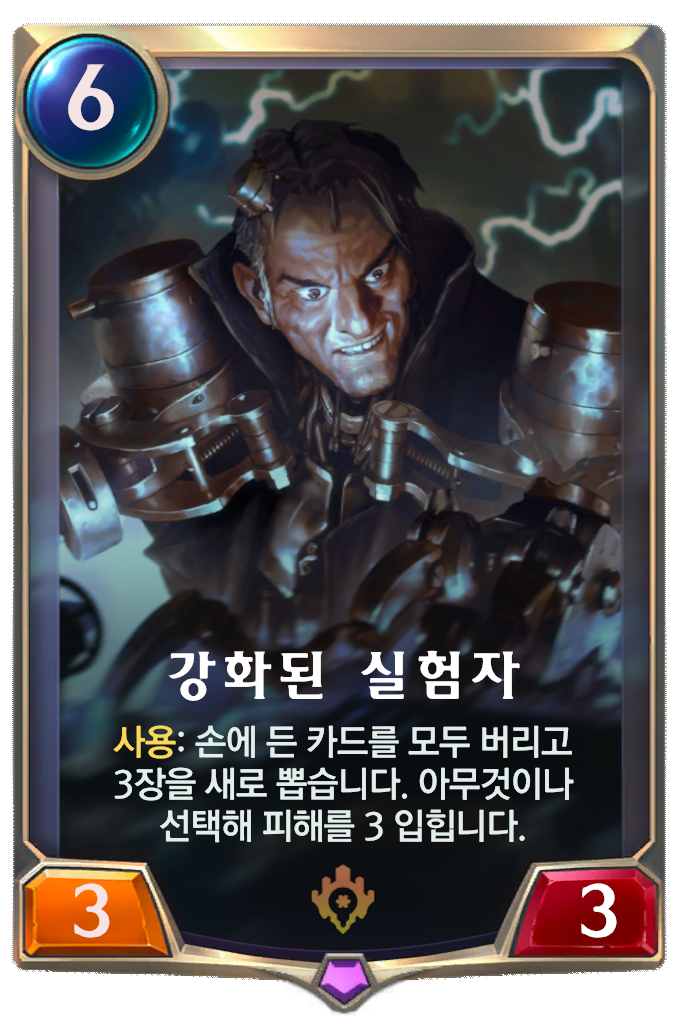 6
강화된 실험자
사용: 손에 든 카드를 모두 버리고
3장을 새로 뽑습니다. 아무것이나
선택해 피해를 3 입힙니다.
3
3